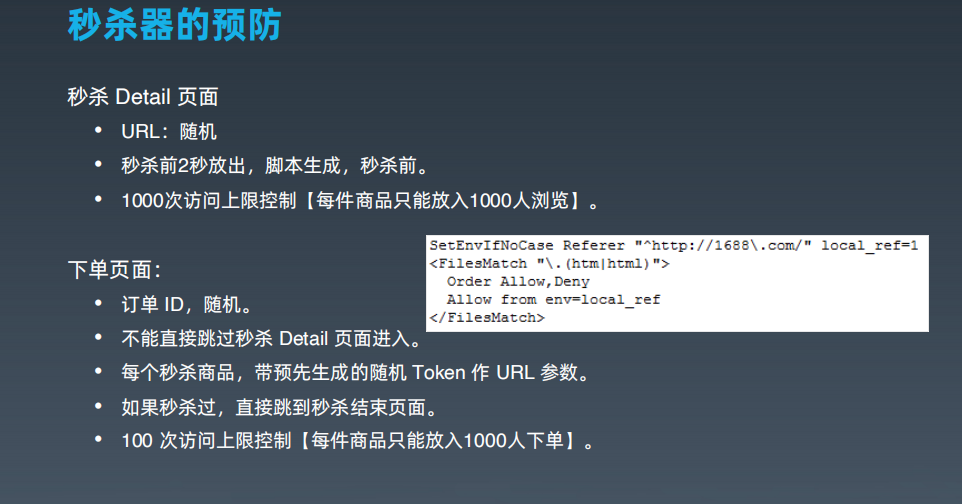 秒杀器的预防
秒杀 Detail 页面
• URL：随机
• 秒杀前2秒放出，脚本生成，秒杀前。
• 1000次访问上限控制【每件商品只能放入1000人浏览】。
SetEnvIfNoCase Referer "^http://1688\.com/" local_ref=1
<FilesMatch "\.(htm|html)">
Order Allow,Deny
Allow from env=local_ref
</FilesMatch>
下单页面：
• 订单 ID，随机。
• 不能直接跳过秒杀 Detail 页面进入。
• 每个秒杀商品，带预先生成的随机 Token 作 URL 参数。
• 如果秒杀过，直接跳到秒杀结束页面。
• 100 次访问上限控制【每件商品只能放入1000人下单】。